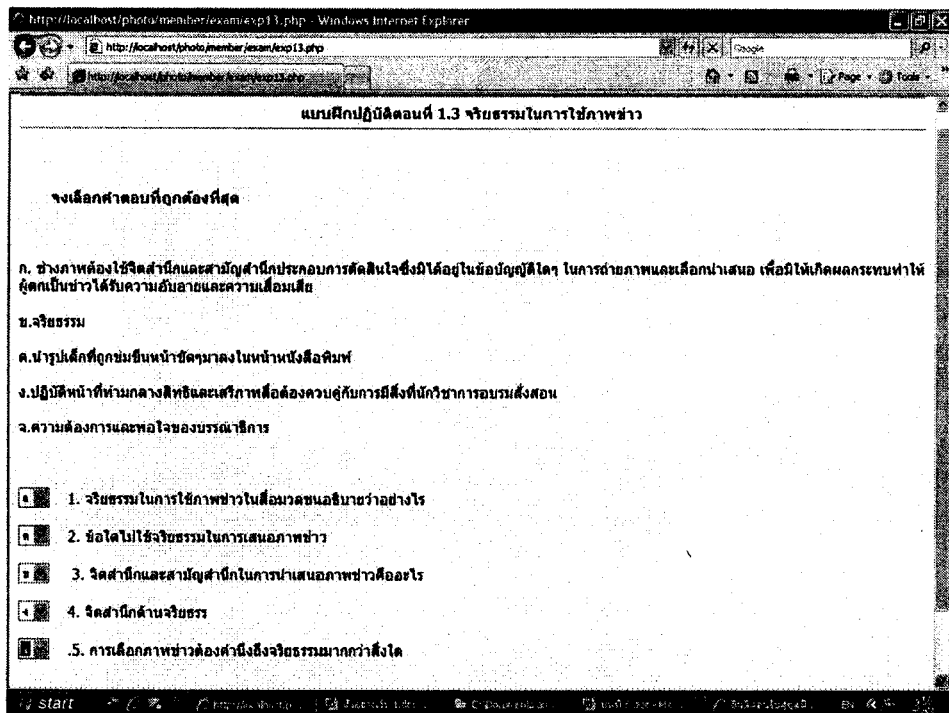 http://localhost/photo/member/exam/exp13.php - Windows Internet Explorer
http://localhost/photo/member/exam/exp13.php
Google
http://localhost/photo/member/exam/exp13.php
Page Tools
แบบฝึกปฏิบัติตอนที่ 1.3 จริยธรรมในการใช้ภาพข่าว
จงเลือกคำตอบที่ถูกต้องที่สุด
ก. ช่างภาพต้องใช้จิตสำนึกและสามัญสำนึกประกอบการตัดสินใจซึ่งมิได้อยู่ในข้อบัญญัติใดๆ ในการถ่ายภาพและเลือกนำเสนอ เพื่อมิให้เกิดผลกระทบทำให้
ผู้ตกเป็นข่าวได้รับความอับอายและความเสื่อมเสีย
ข.จริยธรรม
ค.นำรูปเด็กที่ถูกข่มขืนหน้าชัดๆมาลงในหน้าหนังสือพิมพ์
ง.ปฏิบัติหน้าที่ท่ามกลางสิทธิและเสรีภาพสื่อต้องควบคู่กับการมีสิ่งที่นักวิชาการอบรมสั่งสอน
จ.ความต้องการและพอใจของบรรณาธิการ
1. จริยธรรมในการใช้ภาพข่าวในสื่อมวลชนอธิบายว่าอย่างไร
2. ข้อใดไม่ใช้จริยธรรมในการเสนอภาพข่าว
3. จิตสำนึกและสามัญสำนึกในการนำเสนอภาพข่าวคืออะไร
4. จิตสำนึกด้านจริยธรร
.5. การเลือกภาพข่าวต้องคำนึงถึงจริยธรรมมากกว่าสิ่งใด
start
EN